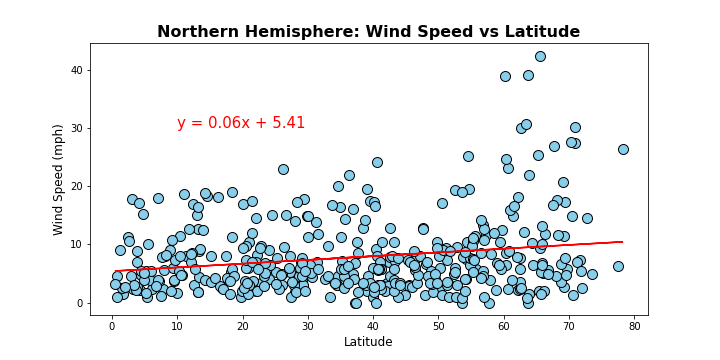 Northern Hemisphere: Wind Speed vs Latitude
Wind Speed (mph)
40
30
20
10
0
y = 0.06x + 5.41
0 10 20 30 40 50 60 70 80
Latitude